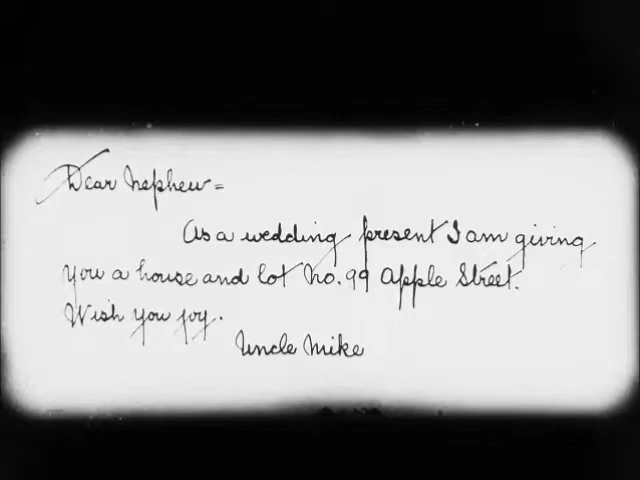 Dear Nephew=
As a wedding present I am giving
you a house and lot No. 99 Apple Street.
Wish you joy.
Uncle Mike